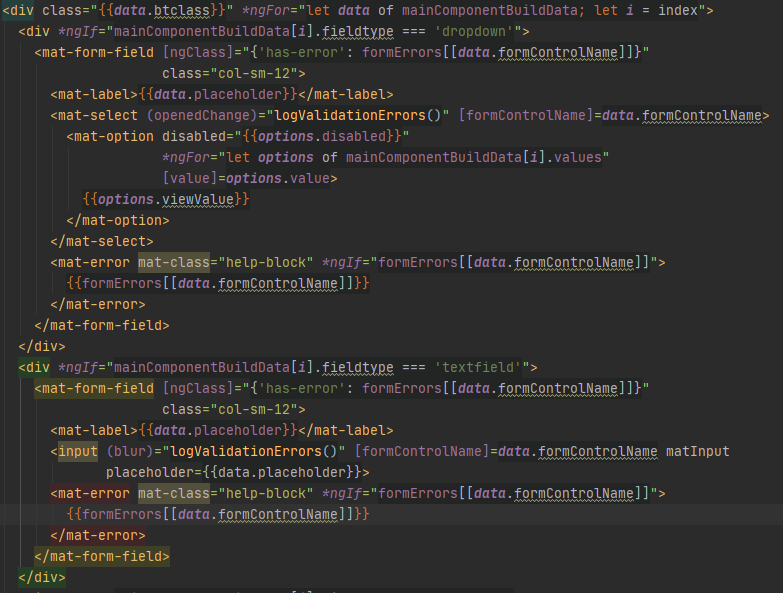 <div class="{{data.btclass}}" *ngFor="let data of mainComponentBuildData; let i = index">
<div *ngIf="mainComponentBuildData[i].fieldtype === 'dropdown'">
<mat-form-field [ngClass]="{'has-error': formErrors[[data.formControlName]]}"
class="col-sm-12">
<mat-label>{{data.placeholder}}</mat-label>
<mat-select (openedChange)="logValidationErrors()" [formControlName]=data.formControlName>
<mat-option disabled="{{options.disabled}}"
*ngFor="let options of mainComponentBuildData[i].values"
[value]=options.value>
{{options.viewValue}}
</mat-option>
</mat-select>
<mat-error mat-class="help-block" *ngIf="formErrors[[data.formControlName]]">
{{formErrors[[data.formControlName]]}}
</mat-error>
</mat-form-field>
</div>
<div *ngIf="mainComponentBuildData[i].fieldtype === 'textfield'">
<mat-form-field [ngClass]="{'has-error': formErrors[[data.formControlName]]}"
class="col-sm-12">
<mat-label>{{data.placeholder}}</mat-label>
<input (blur)="logValidationErrors()" [formControlName]=data.formControlName matInput
placeholder={{data.placeholder}}>
<mat-error mat-class="help-block" *ngIf="formErrors[[data.formControlName]]">
{{formErrors[[data.formControlName]]}}
</mat-error>
</mat-form-field>
</div>